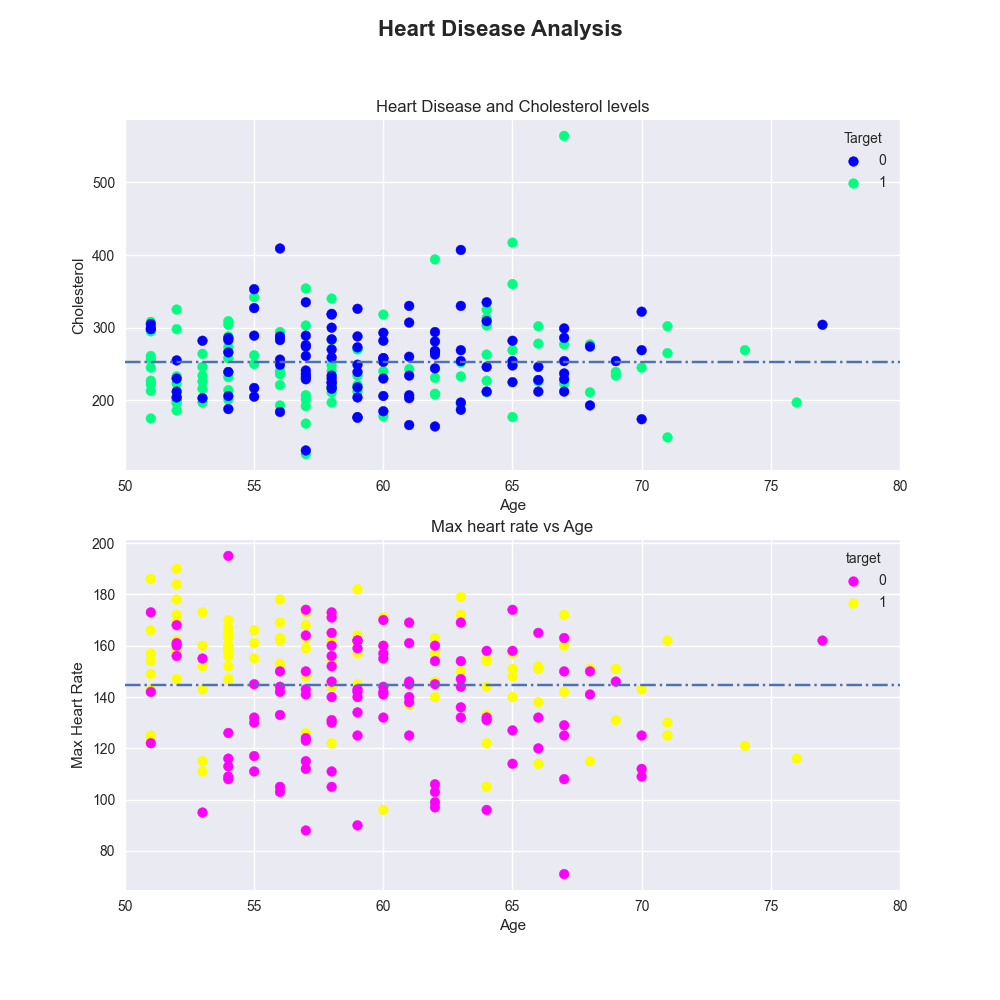 Heart Disease Analysis
Heart Disease and Cholesterol levels
Target
0
1
500
400
300
200
Cholesterol
50 55 60 65 70 75 80
Age
Max heart rate vs Age
target
0
1
200
180
160
140
120
100
80
Max Heart Rate
50 55 60 65 70 75 80
Age